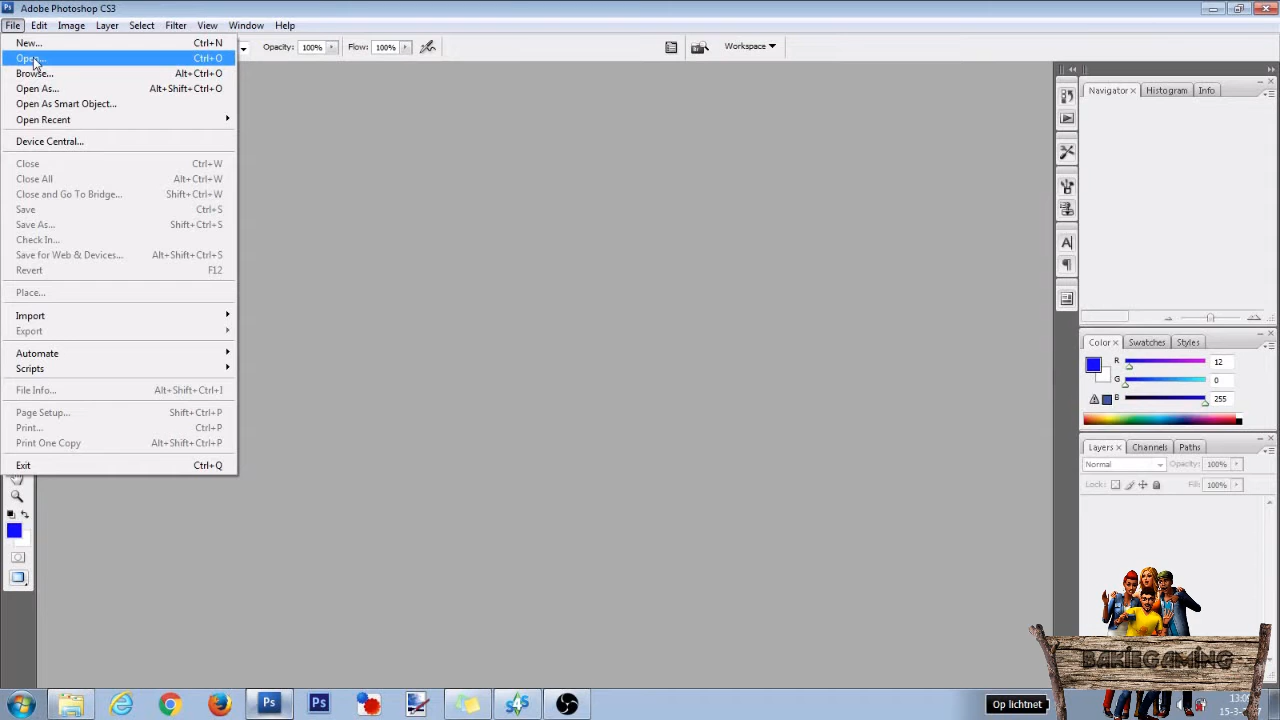 Ps Adobe Photoshop CS3
File Edit Image Layer Select Filter View Window Help
Opacity: 100% Flow: 100% Workspace
New... Ctrl+N
Open... Ctrl+O
Browse... Alt+Ctrl+O
Open As... Alt+Shift+Ctrl+O
Open As Smart Object...
Open Recent
Device Central...
Close Ctrl+W
Close All Alt+Ctrl+W
Close and Go To Bridge... Shift+Ctrl+W
Save Ctrl+S
Save As... Shift+Ctrl+S
Check In...
Save for Web & Devices... Alt+Shift+Ctrl+S
Revert F12
Place...
Import
Export
Automate
Scripts
File Info... Alt+Shift+Ctrl+I
Page Setup... Shift+Ctrl+P
Print... Ctrl+P
Print One Copy Alt+Shift+Ctrl+P
Exit Ctrl+Q
Navigator Histogram Info
Color Swatches Styles
R 12
G 0
B 255
Layers Channels Paths
Normal Opacity: 100%
Lock: Fill: 100%
BAKIEGAMING
Ps Ps
Op lichtnet